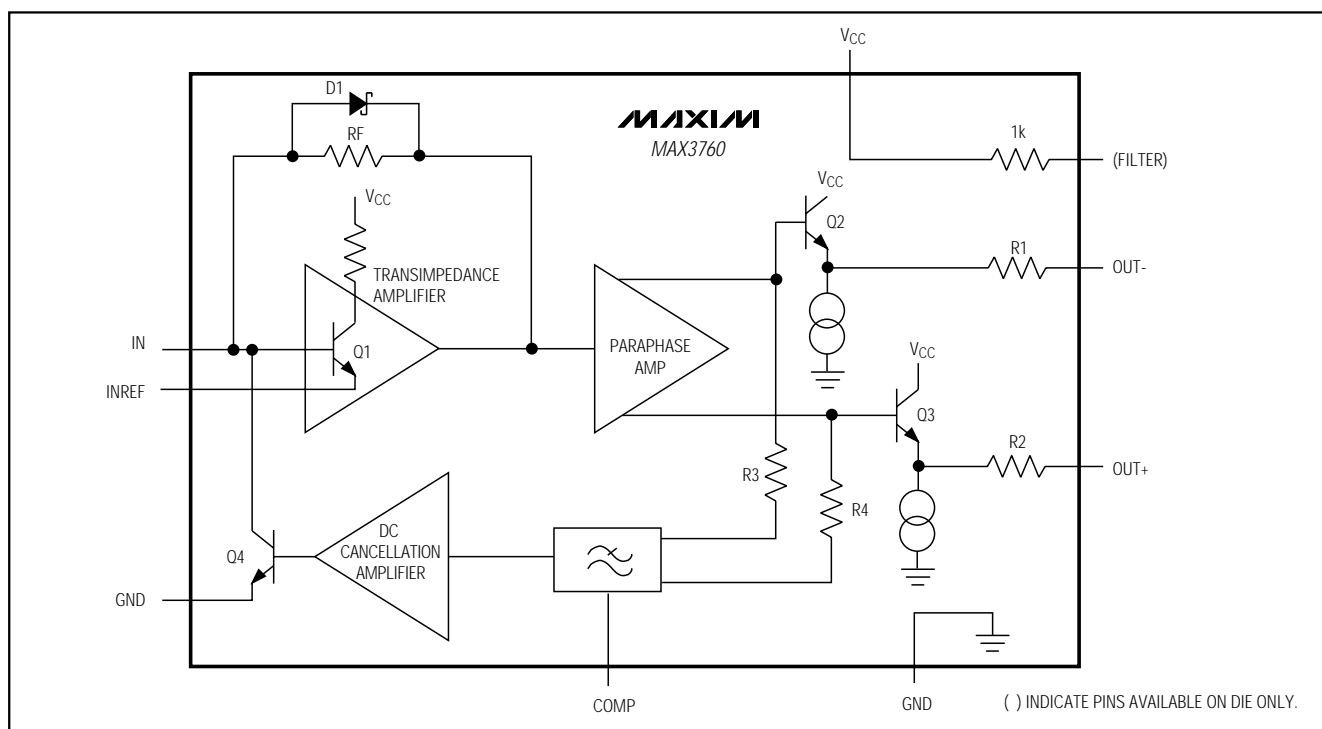 VCC
D1
MAXIM
MAX3760
1k
(FILTER)
RF
VCC
VCC
Q2
R1
OUT-
TRANSIMPEDANCE
AMPLIFIER
IN
Q1
PARAPHASE
AMP
VCC
INREF
Q3
R2
OUT+
R3
R4
DC
CANCELLATION
AMPLIFIER
Q4
GND
COMP
GND
( ) INDICATE PINS AVAILABLE ON DIE ONLY.